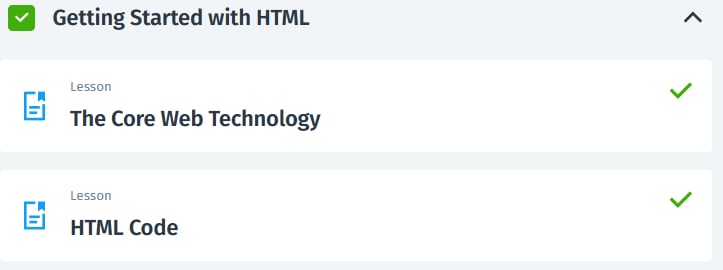 Getting Started with HTML
Lesson
The Core Web Technology
Lesson
HTML Code